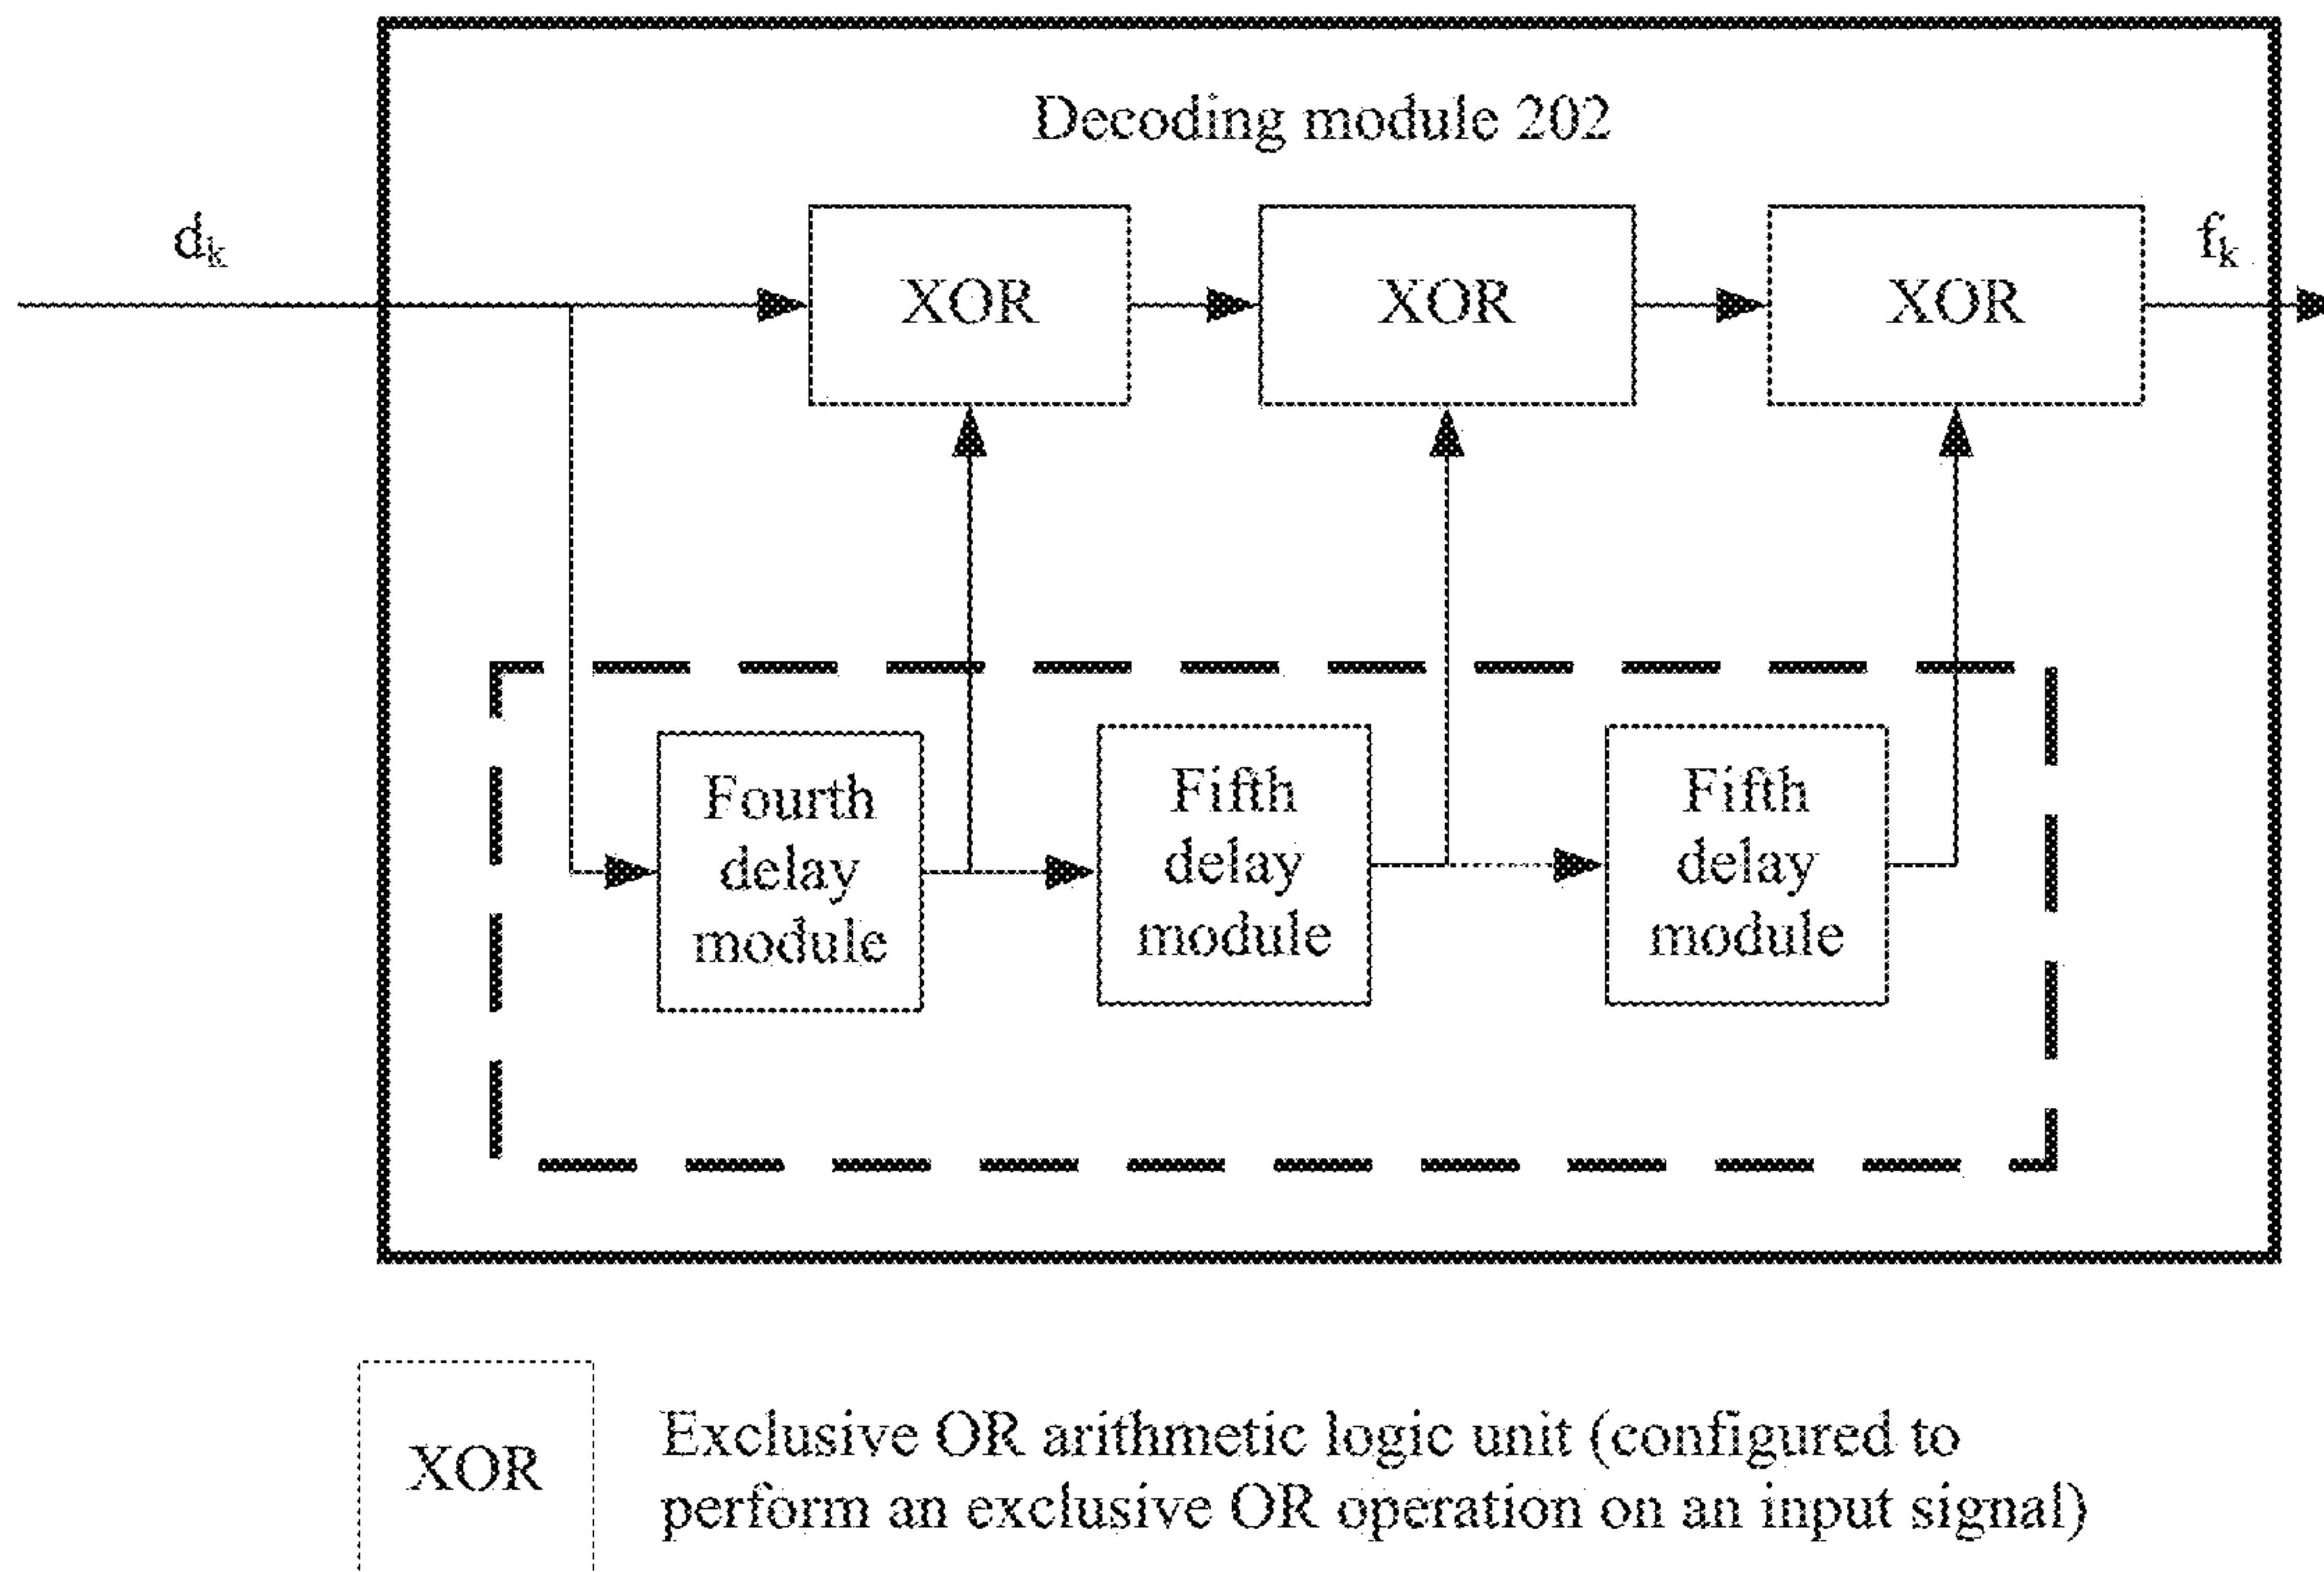 Decoding module 202
dk
fk
XOR
XOR
XOR
Fourth
delay
module
Fifth
delay
module
Fifth
delay
module
XOR
Exclusive OR arithmetic logic unit (configured to
perform an exclusive OR operation on an input signal)